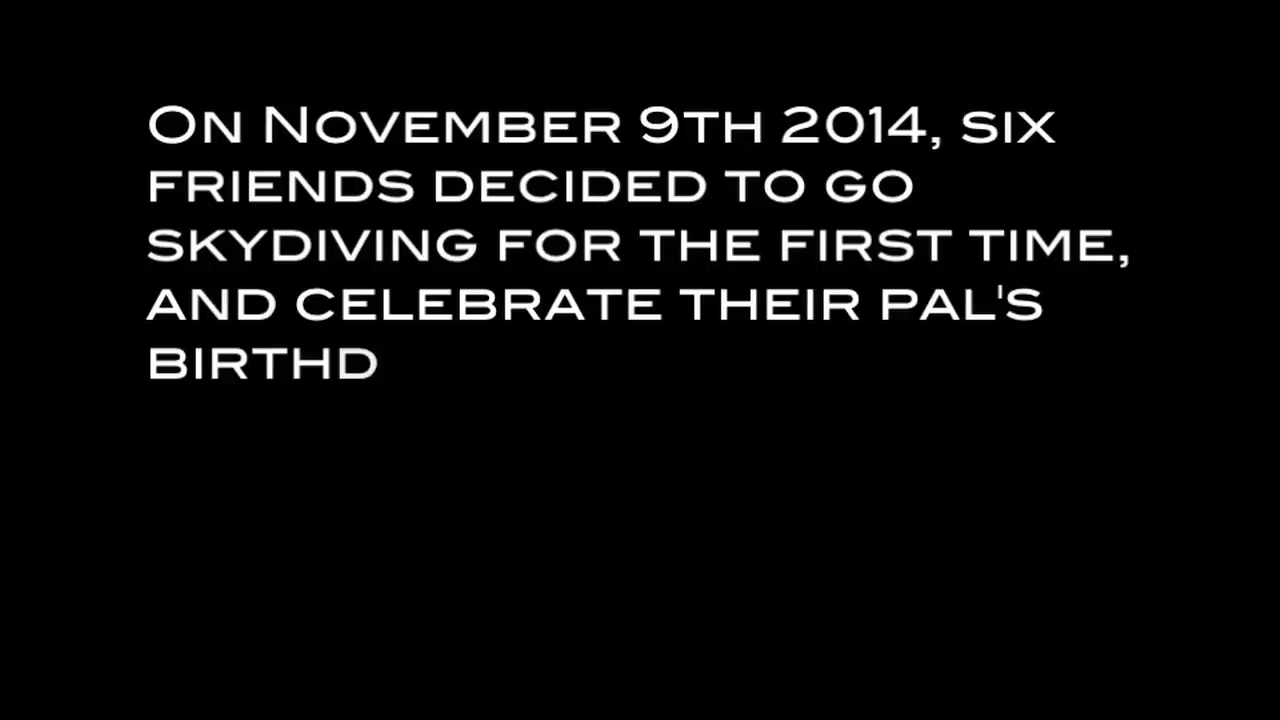 On November 9th 2014, six
friends decided to go
skydiving for the first time,
and celebrate their pal's
birthd